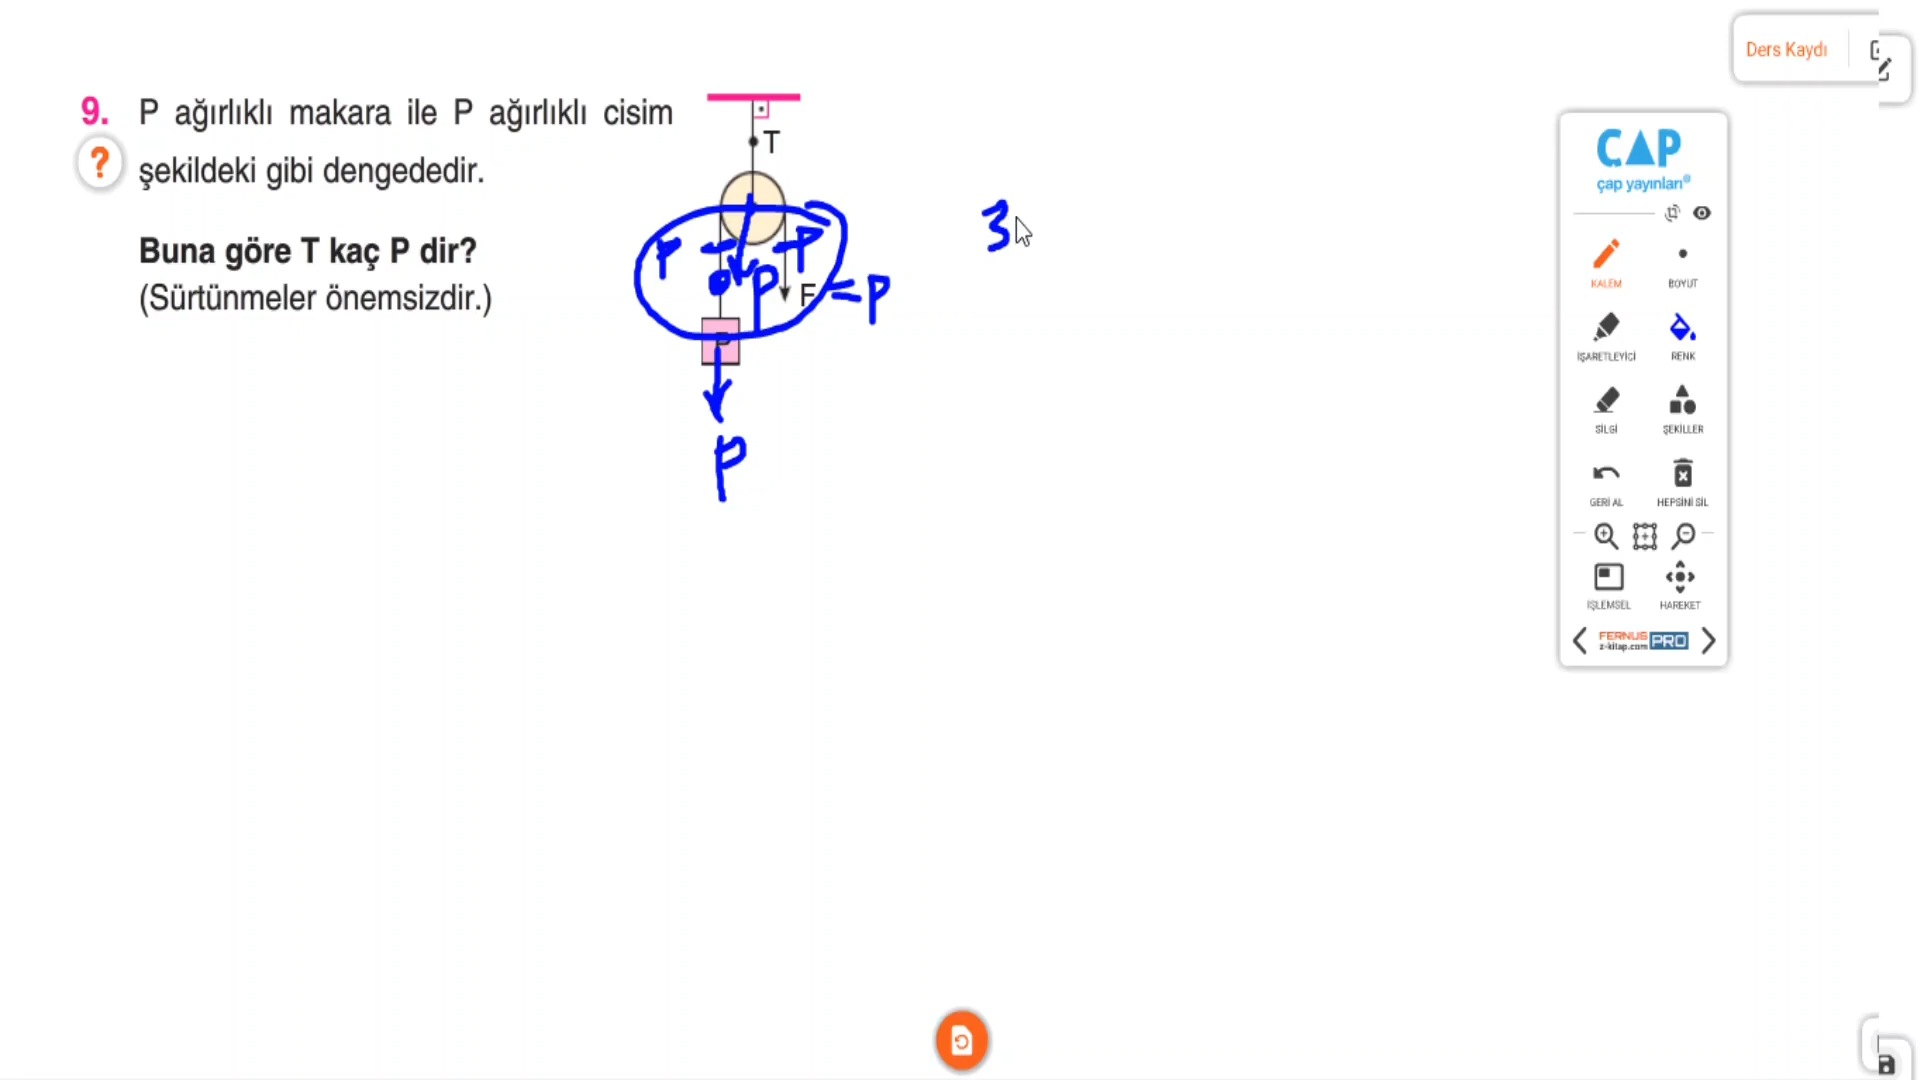 Ders Kaydı
9. P ağırlıklı makara ile P ağırlıklı cisim
? şekildeki gibi dengededir.
Buna göre T kaç P dir?
(Sürtünmeler önemsizdir.)
T
P P
P F = P
P
P
3
ÇAP
çap yayınları®
KALEM BOYUT
İŞARETLEYİCİ RENK
SİLGİ ŞEKİLLER
GERİ AL HEPSİNİ SİL
İŞLEMSEL HAREKET
FERNUS PRO
z-kitap.com